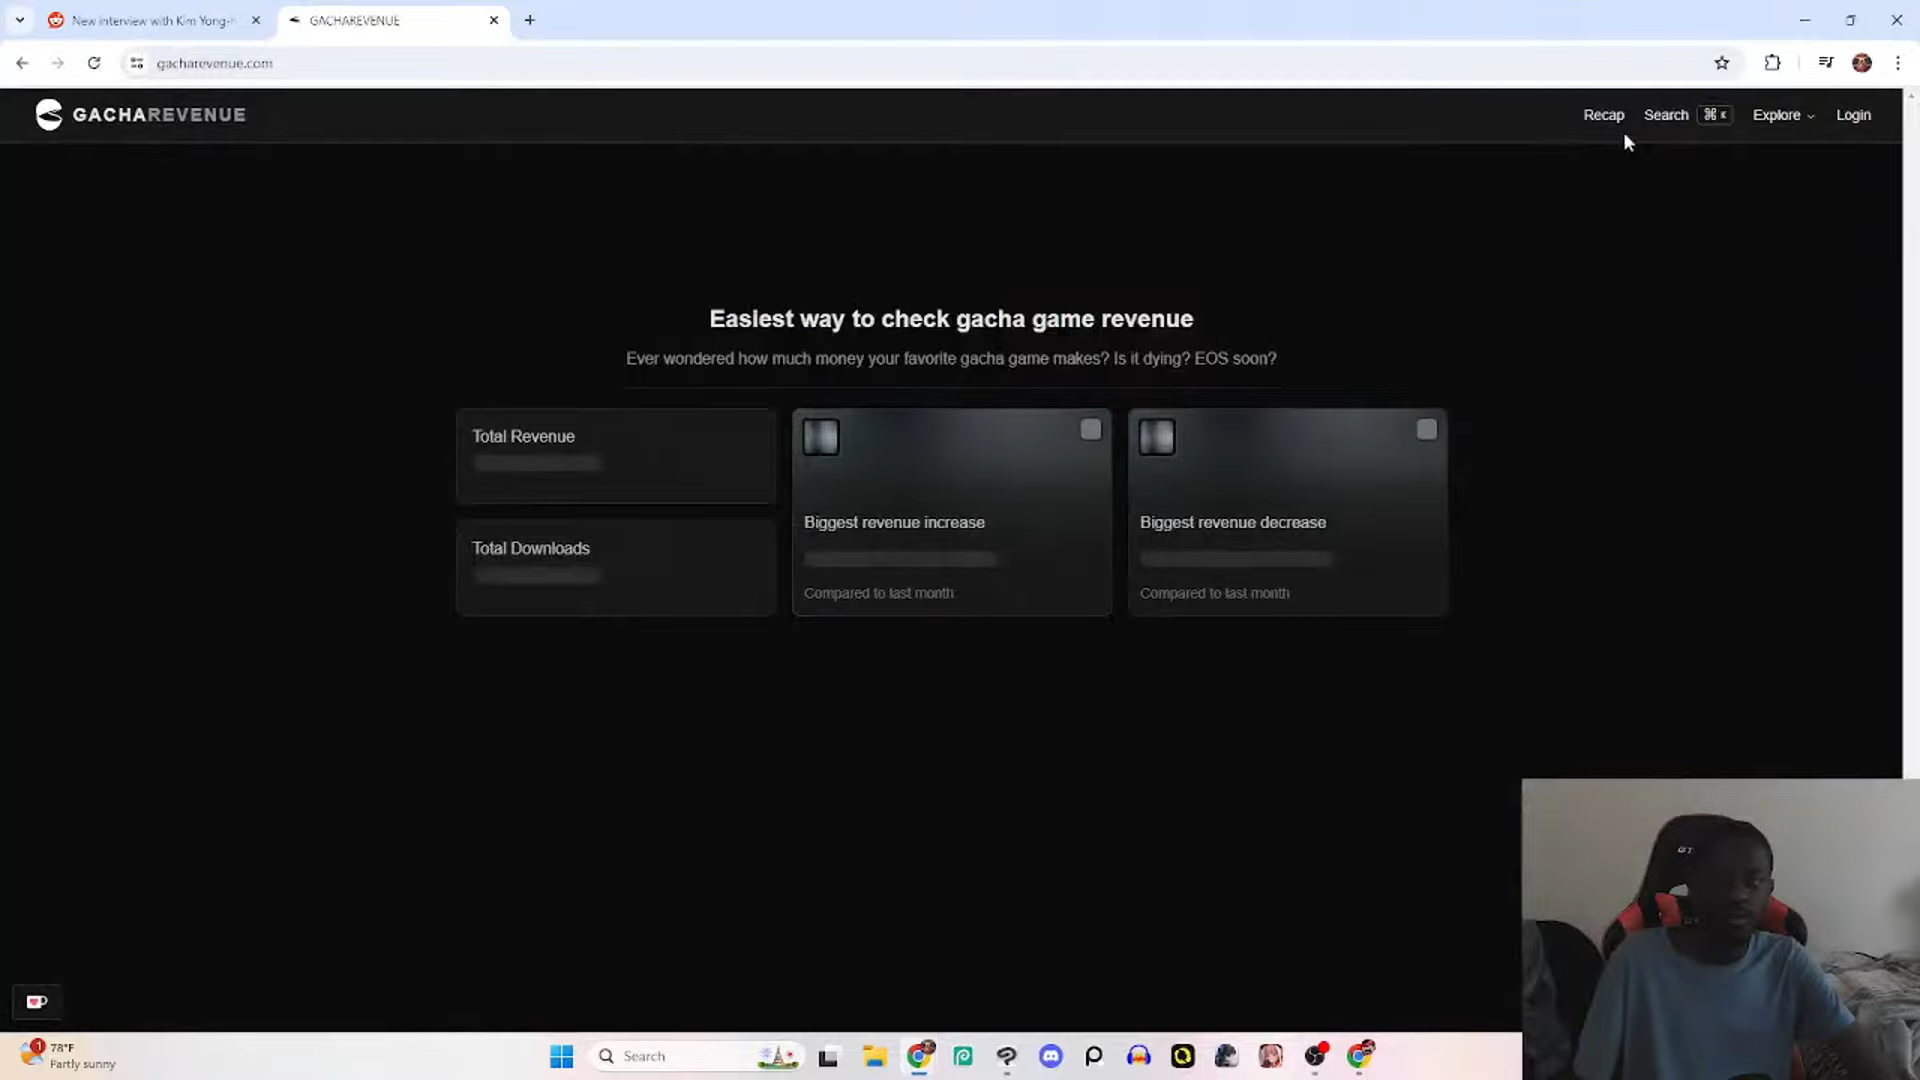 New interview with Kim Yong-
GACHAREVENUE
gacharevenue.com
GACHAREVENUE
Recap
Search
⌘ K
Explore
Login
Easiest way to check gacha game revenue
Ever wondered how much money your favorite gacha game makes? Is it dying? EOS soon?
Total Revenue
Total Downloads
Biggest revenue increase
Compared to last month
Biggest revenue decrease
Compared to last month
GT
1
78°F
Partly sunny
Search